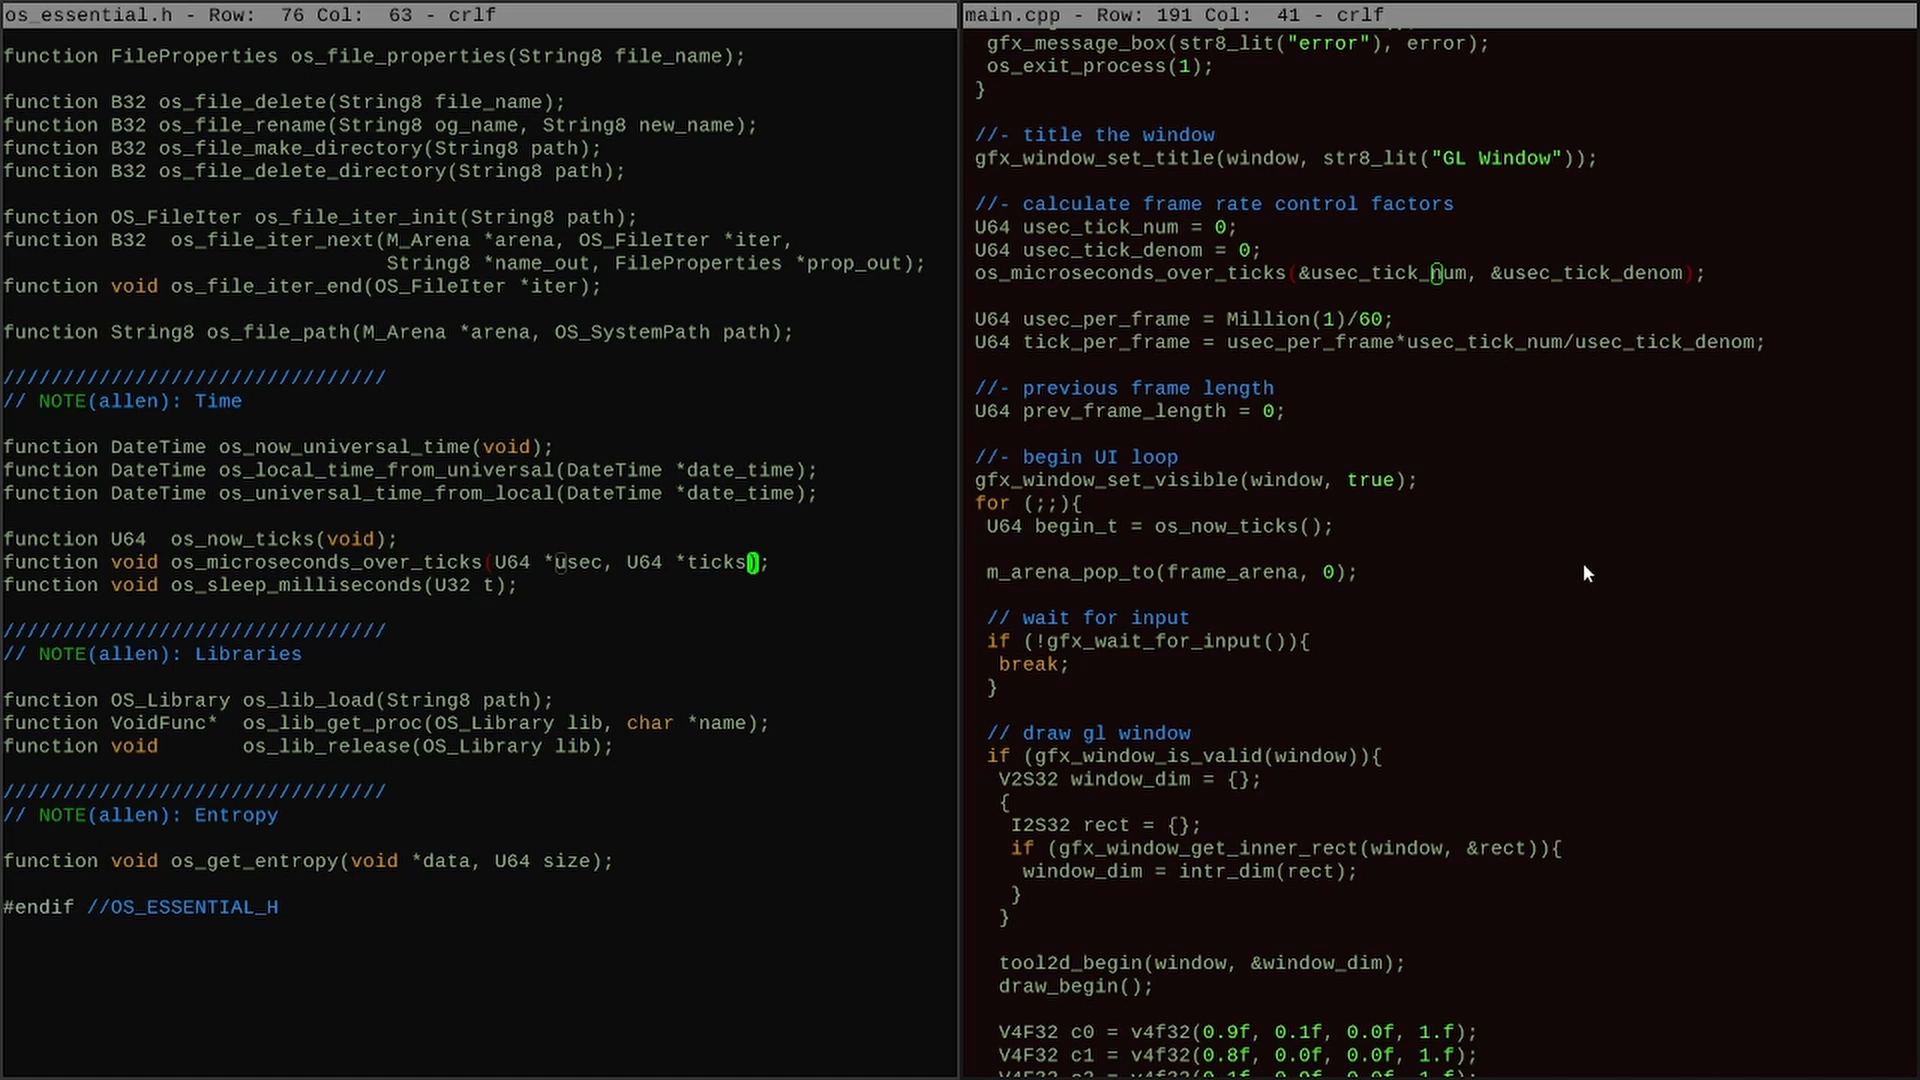 os_essential.h - Row:  76 Col:  63 - crlf
function FileProperties os_file_properties(String8 file_name);
function B32 os_file_delete(String8 file_name);
function B32 os_file_rename(String8 og_name, String8 new_name);
function B32 os_file_make_directory(String8 path);
function B32 os_file_delete_directory(String8 path);
function OS_FileIter os_file_iter_init(String8 path);
function B32  os_file_iter_next(M_Arena *arena, OS_FileIter *iter,
String8 *name_out, FileProperties *prop_out);
function void os_file_iter_end(OS_FileIter *iter);
function String8 os_file_path(M_Arena *arena, OS_SystemPath path);
////////////////////////////////
// NOTE(allen): Time
function DateTime os_now_universal_time(void);
function DateTime os_local_time_from_universal(DateTime *date_time);
function DateTime os_universal_time_from_local(DateTime *date_time);
function U64  os_now_ticks(void);
function void os_microseconds_over_ticks(U64 *usec, U64 *ticks);
function void os_sleep_milliseconds(U32 t);
////////////////////////////////
// NOTE(allen): Libraries
function OS_Library os_lib_load(String8 path);
function VoidFunc*  os_lib_get_proc(OS_Library lib, char *name);
function void       os_lib_release(OS_Library lib);
////////////////////////////////
// NOTE(allen): Entropy
function void os_get_entropy(void *data, U64 size);
#endif //OS_ESSENTIAL_H
main.cpp - Row: 191 Col:  41 - crlf
gfx_message_box(str8_lit("error"), error);
os_exit_process(1);
}
//- title the window
gfx_window_set_title(window, str8_lit("GL Window"));
//- calculate frame rate control factors
U64 usec_tick_num = 0;
U64 usec_tick_denom = 0;
os_microseconds_over_ticks(&usec_tick_num, &usec_tick_denom);
U64 usec_per_frame = Million(1)/60;
U64 tick_per_frame = usec_per_frame*usec_tick_num/usec_tick_denom;
//- previous frame length
U64 prev_frame_length = 0;
//- begin UI loop
gfx_window_set_visible(window, true);
for (;;){
U64 begin_t = os_now_ticks();
m_arena_pop_to(frame_arena, 0);
// wait for input
if (!gfx_wait_for_input()){
break;
}
// draw gl window
if (gfx_window_is_valid(window)){
V2S32 window_dim = {};
{
I2S32 rect = {};
if (gfx_window_get_inner_rect(window, &rect)){
window_dim = intr_dim(rect);
}
}
tool2d_begin(window, &window_dim);
draw_begin();
V4F32 c0 = v4f32(0.9f, 0.1f, 0.0f, 1.f);
V4F32 c1 = v4f32(0.8f, 0.0f, 0.0f, 1.f);